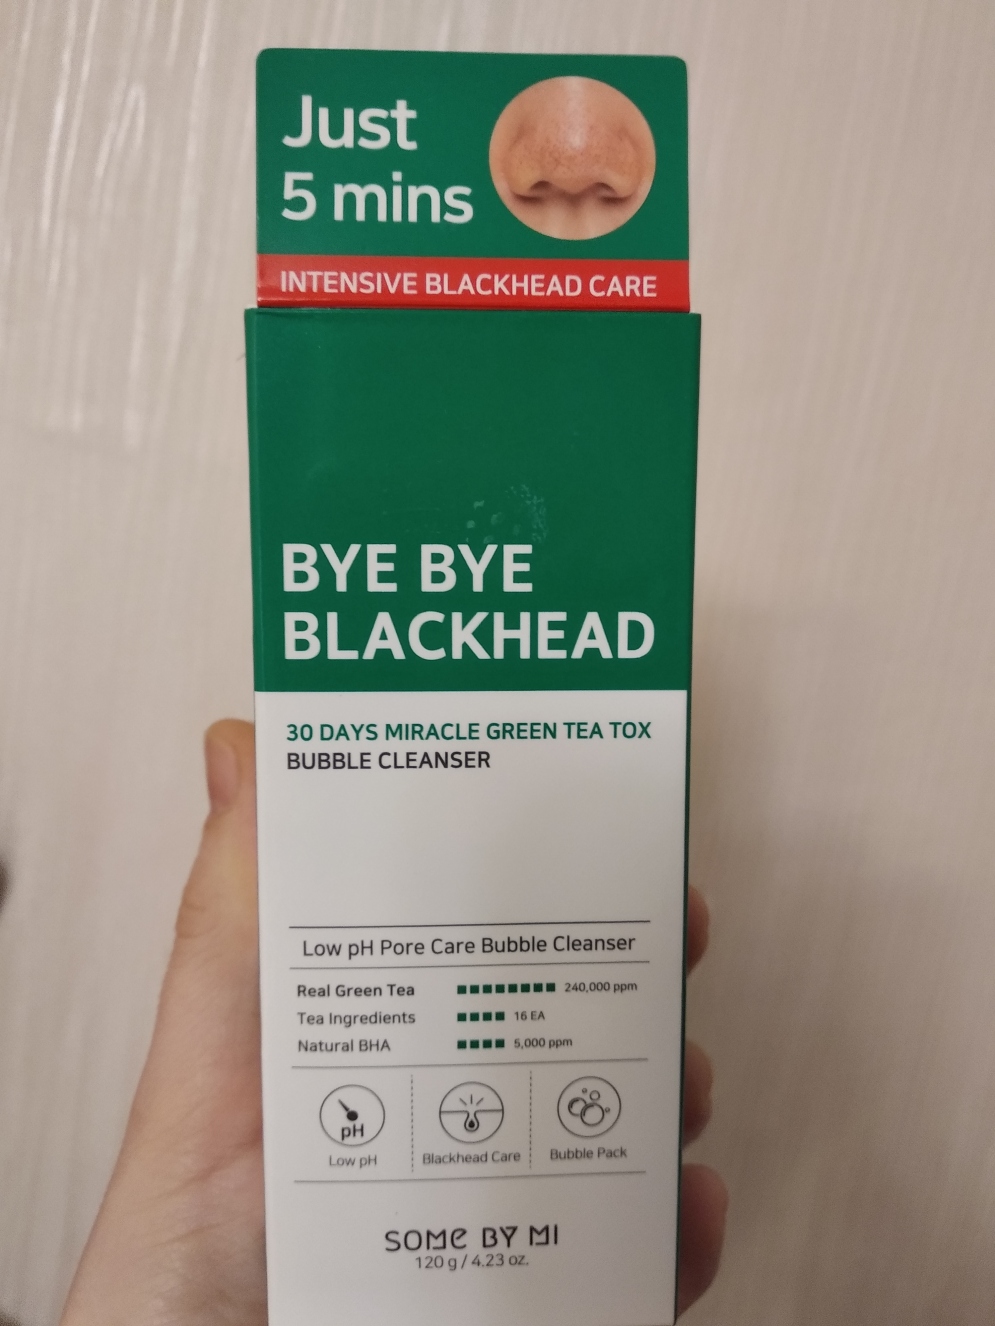 Just
5 mins
INTENSIVE BLACKHEAD CARE
BYE BYE
BLACKHEAD
30 DAYS MIRACLE GREEN TEA TOX
BUBBLE CLEANSER
Low pH Pore Care Bubble Cleanser
Real Green Tea 240,000 ppm
Tea Ingredients 16 EA
Natural BHA 5,000 ppm
pH
Low pH Blackhead Care Bubble Pack
SOME BY MI
120 g / 4.23 oz.